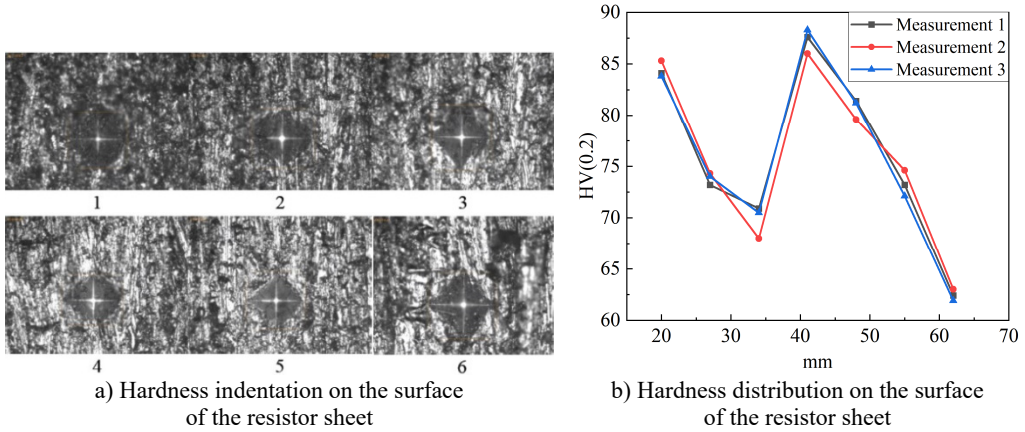 1 2 3
4 5 6
a) Hardness indentation on the surface
of the resistor sheet
90
85
80
75
70
65
60
HV(0.2)
20 30 40 50 60 70
mm
Measurement 1
Measurement 2
Measurement 3
b) Hardness distribution on the surface
of the resistor sheet